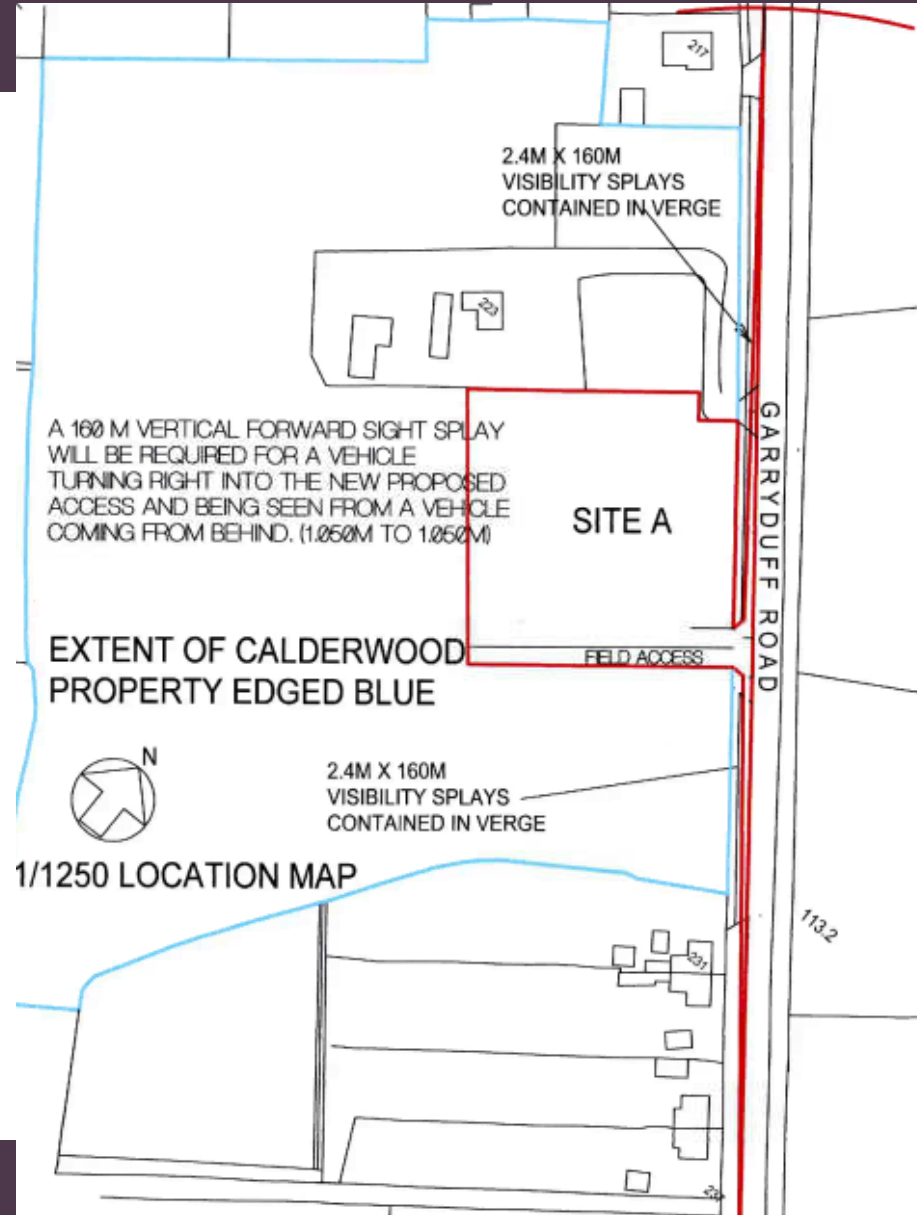 217
2.4M X 160M
VISIBILITY SPLAYS
CONTAINED IN VERGE
223
GARRYDUFF ROAD
A 160 M VERTICAL FORWARD SIGHT SPLAY
WILL BE REQUIRED FOR A VEHICLE
TURNING RIGHT INTO THE NEW PROPOSED
ACCESS AND BEING SEEN FROM A VEHICLE
COMING FROM BEHIND. (1.050M TO 1.050M)
SITE A
FIELD ACCESS
EXTENT OF CALDERWOOD
PROPERTY EDGED BLUE
N
2.4M X 160M
VISIBILITY SPLAYS
CONTAINED IN VERGE
1/1250 LOCATION MAP
113.2
231